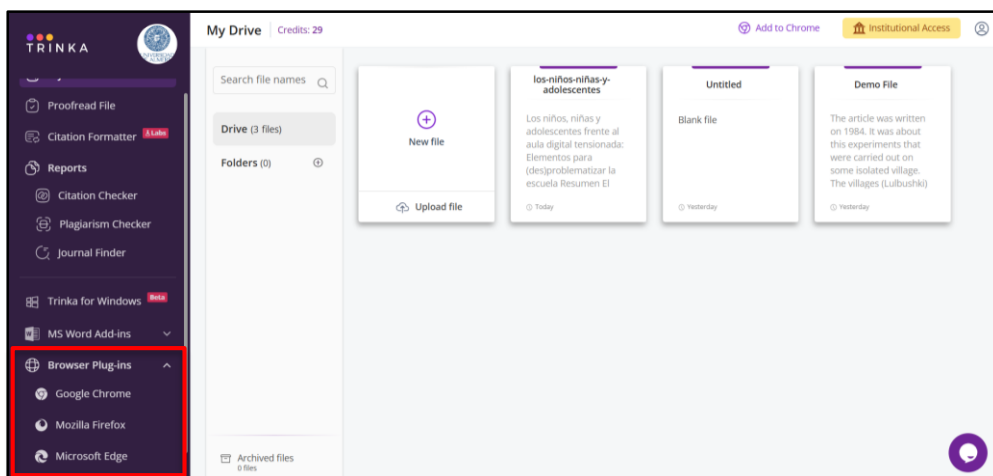 TRINKA
UNIVERSIDAD
ALMERÍA
Proofread File
Citation Formatter
Labs
Reports
Citation Checker
Plagiarism Checker
Journal Finder
Trinka for Windows Beta
MS Word Add-ins
Browser Plug-ins
Google Chrome
Mozilla Firefox
Microsoft Edge
My Drive Credits: 29
Add to Chrome
Institutional Access
Search file names
Drive (3 files)
Folders (0)
Archived files
0 files
New file
Upload file
los-niños-niñas-y-
adolescentes
Los niños, niñas y
adolescentes frente al
aula digital tensionada:
Elementos para
(des)problematizar la
escuela Resumen El
Today
Untitled
Blank file
Yesterday
Demo File
The article was written
on 1984. It was about
this experiments that
were carried out on
some isolated village.
The villages (Lulbushki)
Yesterday